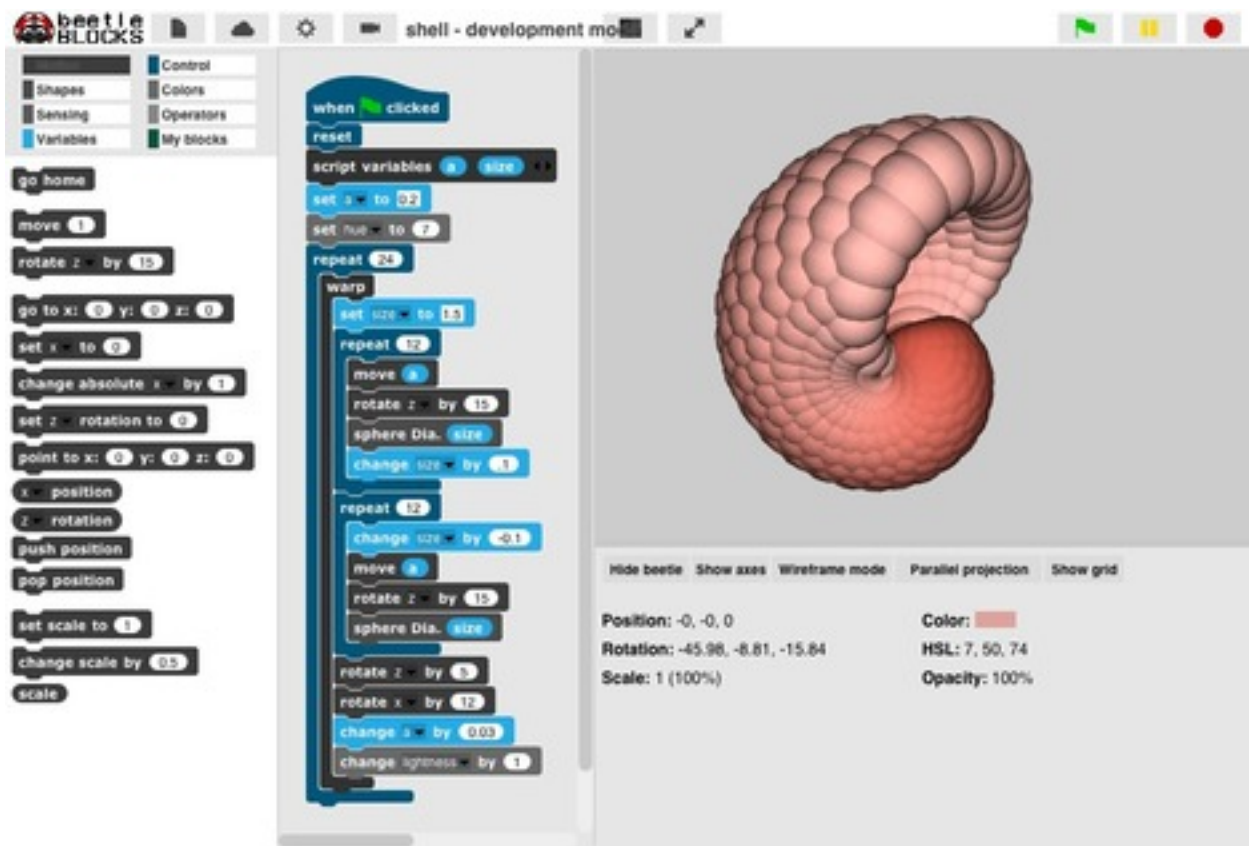 beetle
BLOCKS
shell - development mo
Control
Shapes
Colors
Sensing
Operators
Variables
My blocks
go home
move 1
rotate z by 15
go to x: 0 y: 0 z: 0
set x to 0
change absolute x by 1
set z rotation to 0
point to x: 0 y: 0 z: 0
x position
z rotation
push position
pop position
set scale to 1
change scale by 0.5
scale
when clicked
reset
script variables a size
set a to 0.2
set hue to 7
repeat 24
warp
set size to 1.5
repeat 12
move a
rotate z by 15
sphere Dia. size
change size by .1
repeat 12
change size by -0.1
move a
rotate z by 15
sphere Dia. size
rotate z by 5
rotate x by 12
change a by 0.03
change lightness by 1
Hide beetle Show axes Wireframe mode Parallel projection Show grid
Position: -0, -0, 0
Color:
Rotation: -45.98, -8.81, -15.84
HSL: 7, 50, 74
Scale: 1 (100%)
Opacity: 100%